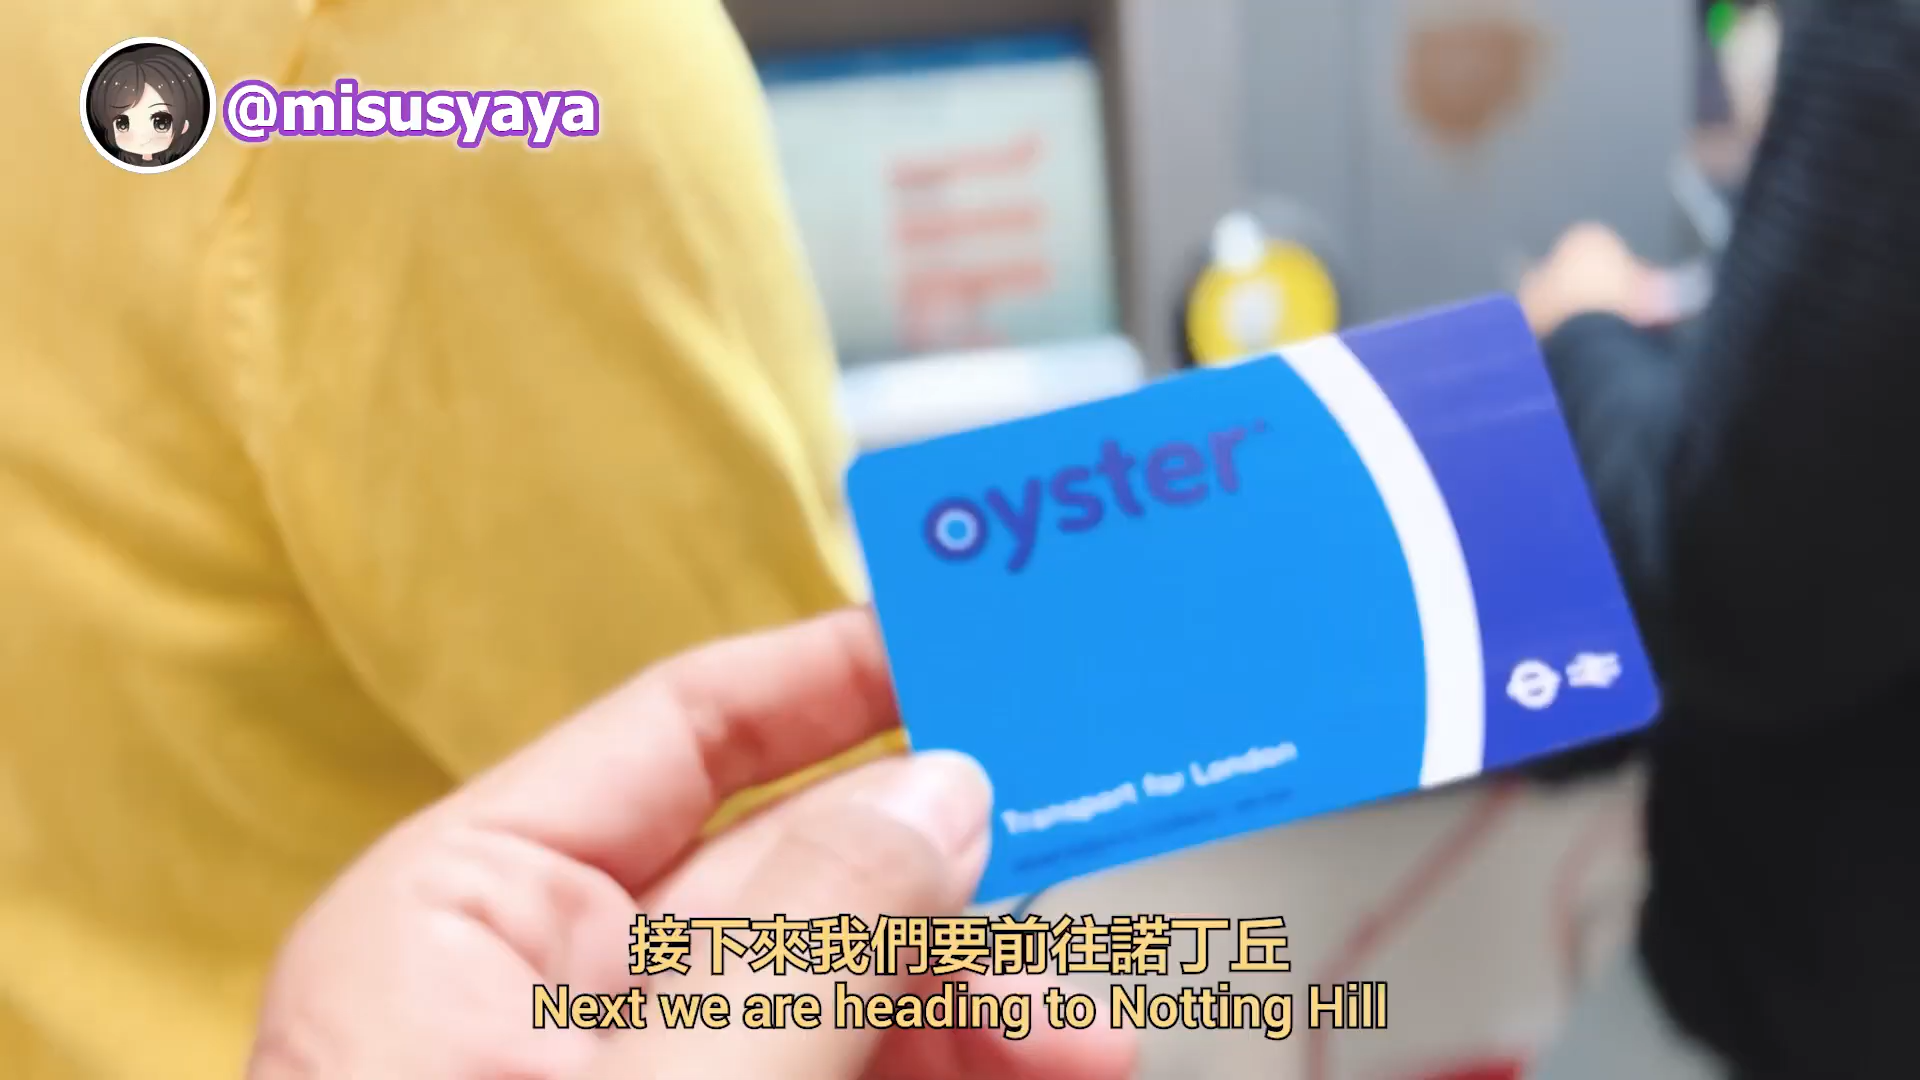 @misusyaya
oyster
Transport for London
接下來我們要前往諾丁丘
Next we are heading to Notting Hill